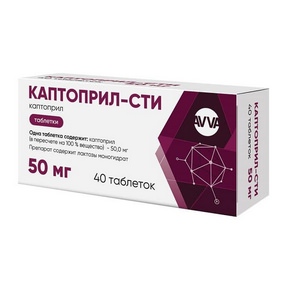 КАПТОПРИЛ-СТИ
каптоприл
таблетки
Одна таблетка содержит: каптоприл
(в пересчете на 100 % вещество) - 50,0 мг
Препарат содержит лактозы моногидрат
50 мг
40 таблеток
AVVA
КАПТОПРИЛ-СТИ
40 таблеток
50 мг